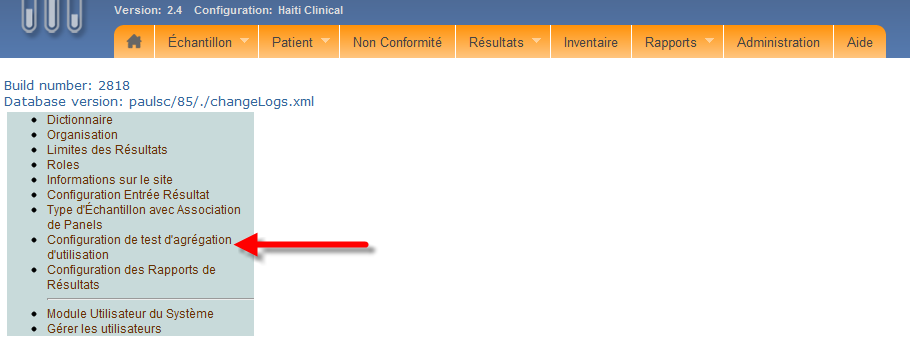 Version: 2.4 Configuration: Haiti Clinical
Échantillon Patient Non Conformité Résultats Inventaire Rapports Administration Aide
Build number: 2818
Database version: paulsc/85/./changeLogs.xml
Dictionnaire
Organisation
Limites des Résultats
Roles
Informations sur le site
Configuration Entrée Résultat
Type d'Échantillon avec Association
de Panels
Configuration de test d'agrégation
d'utilisation
Configuration des Rapports de
Résultats
Module Utilisateur du Système
Gérer les utilisateurs